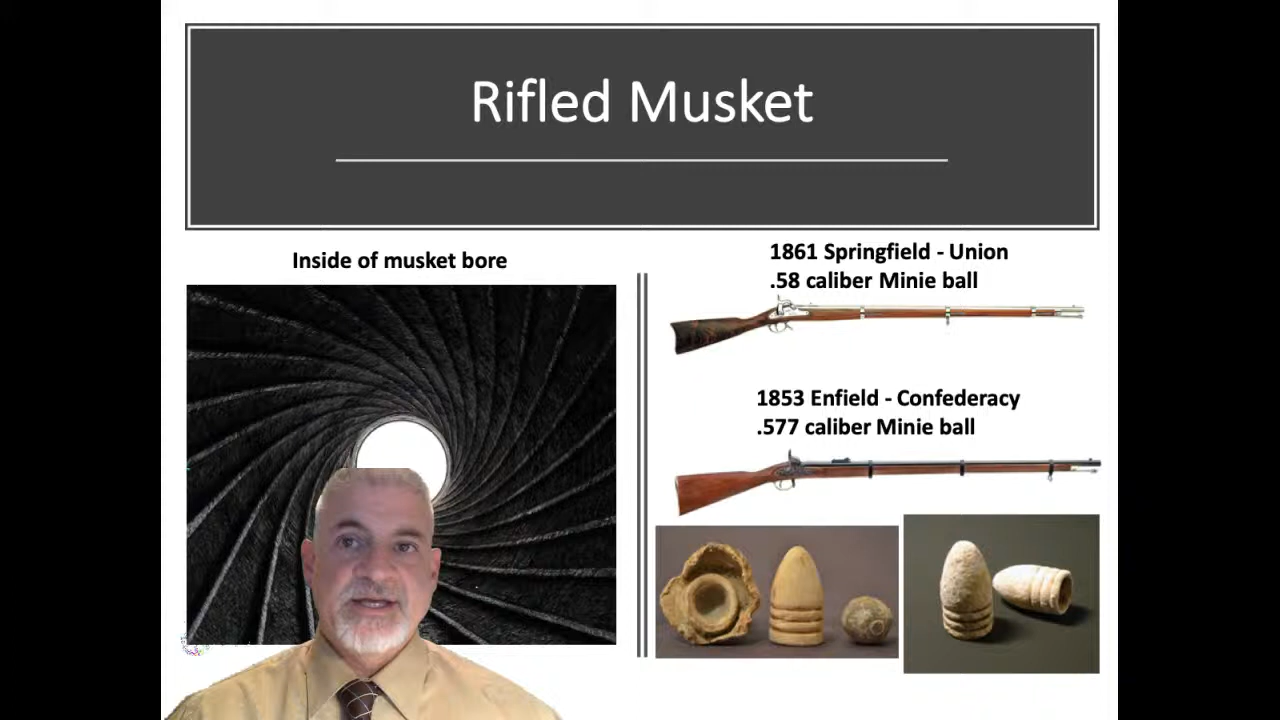 Rifled Musket
Inside of musket bore
1861 Springfield - Union
.58 caliber Minie ball
1853 Enfield - Confederacy
.577 caliber Minie ball